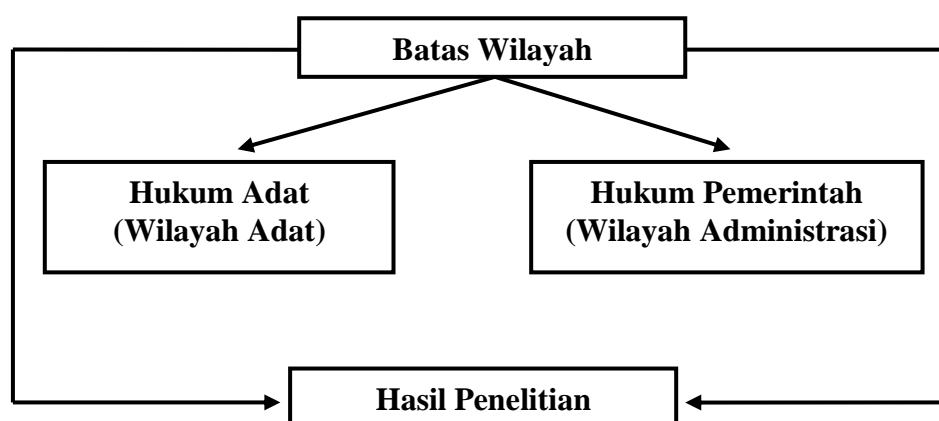 Batas Wilayah
Hukum Adat
(Wilayah Adat)
Hukum Pemerintah
(Wilayah Administrasi)
Hasil Penelitian